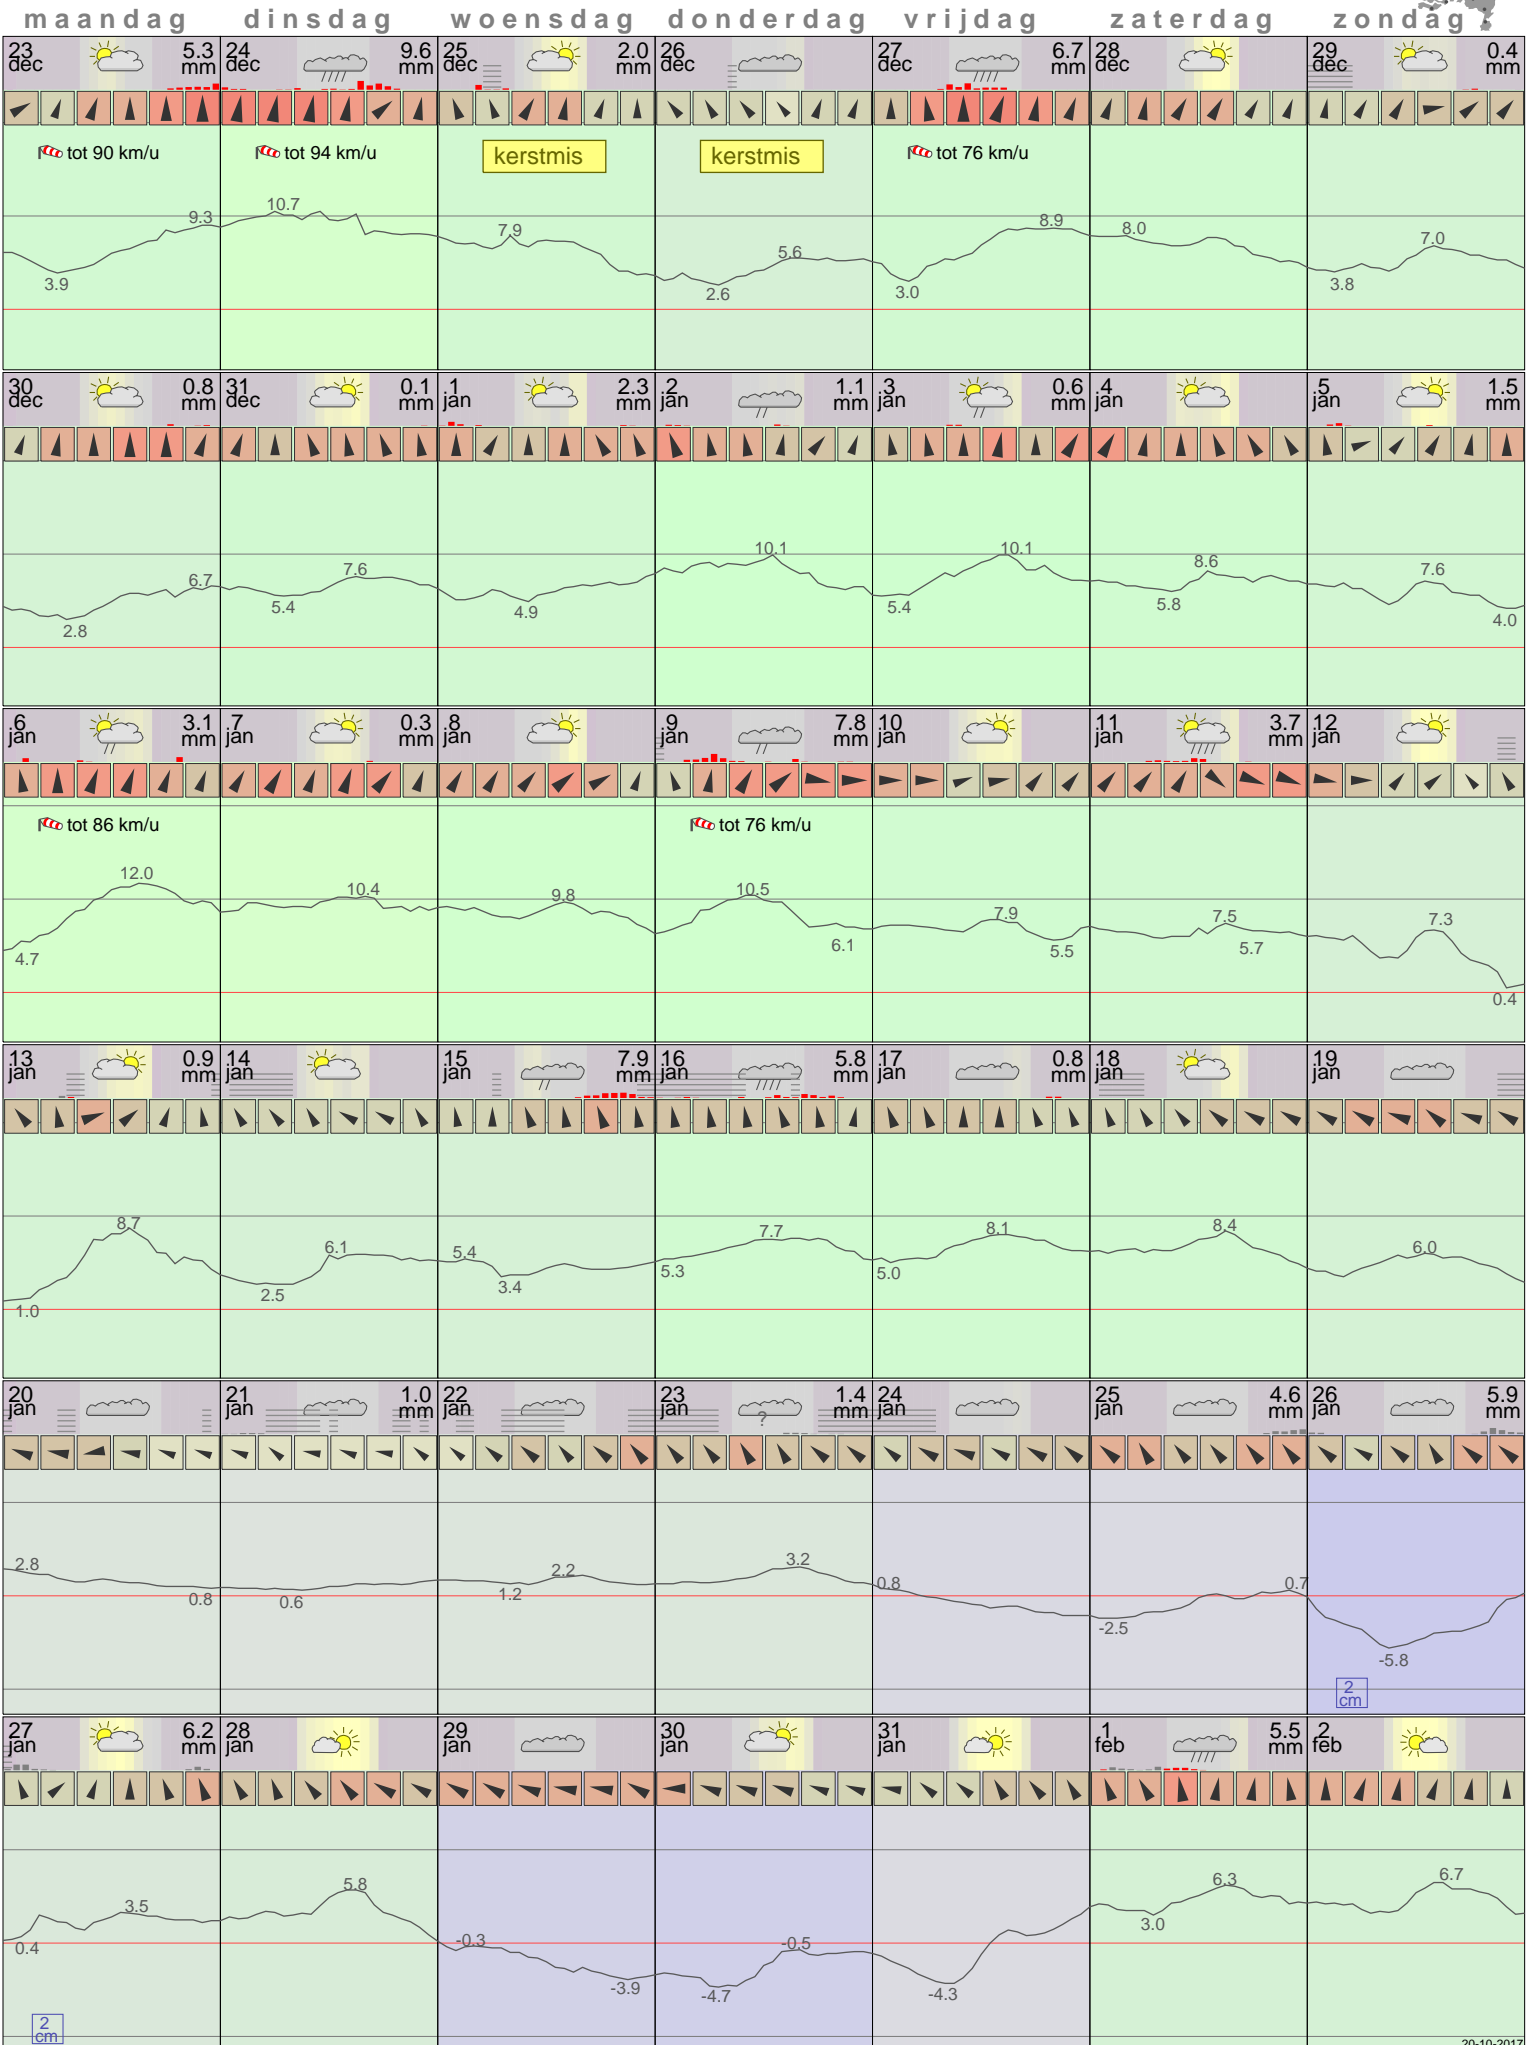 maandag dinsdag woensdag donderdag vrijdag zaterdag zondag
23 dec 5.3 mm 24 dec 9.6 mm 25 dec 2.0 mm 26 dec 27 dec 6.7 mm 28 dec 29 dec 0.4 mm
tot 90 km/u tot 94 km/u kerstmis kerstmis tot 76 km/u
3.9 9.3 10.7 7.9 2.6 5.6 3.0 8.9 8.0 3.8 7.0
30 dec 0.8 mm 31 dec 0.1 mm 1 jan 2.3 mm 2 jan 1.1 mm 3 jan 0.6 mm 4 jan 5 jan 1.5 mm
2.8 6.7 5.4 7.6 4.9 10.1 5.4 10.1 5.8 8.6 7.6 4.0
6 jan 3.1 mm 7 jan 0.3 mm 8 jan 9 jan 7.8 mm 10 jan 11 jan 3.7 mm 12 jan
tot 86 km/u tot 76 km/u
4.7 12.0 10.4 9.8 10.5 6.1 7.9 5.5 7.5 5.7 7.3 0.4
13 jan 0.9 mm 14 jan 15 jan 7.9 mm 16 jan 5.8 mm 17 jan 0.8 mm 18 jan 19 jan
1.0 8.7 2.5 6.1 5.4 3.4 5.3 7.7 5.0 8.1 8.4 6.0
20 jan 21 jan 1.0 mm 22 jan 23 jan ? 1.4 mm 24 jan 25 jan 4.6 mm 26 jan 5.9 mm
2.8 0.8 0.6 1.2 2.2 3.2 0.8 -2.5 0.7 -5.8
2 cm
27 jan 6.2 mm 28 jan 29 jan 30 jan 31 jan 1 feb 5.5 mm 2 feb
0.4 3.5 5.8 -0.3 -3.9 -4.7 -0.5 -4.3 3.0 6.3 6.7
2 cm
20-10-2017